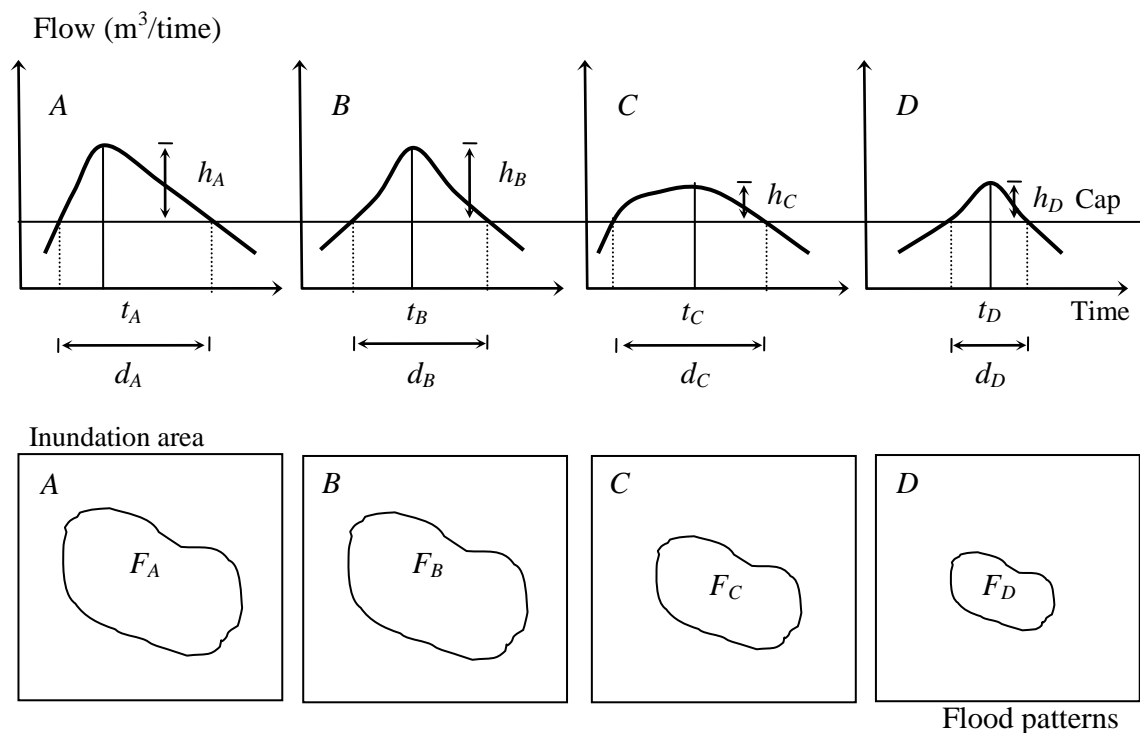 Flow (m³/time)
A B C D
h_A h_B h_C h_D Cap
t_A t_B t_C t_D Time
d_A d_B d_C d_D
Inundation area
A B C D
F_A F_B F_C F_D
Flood patterns